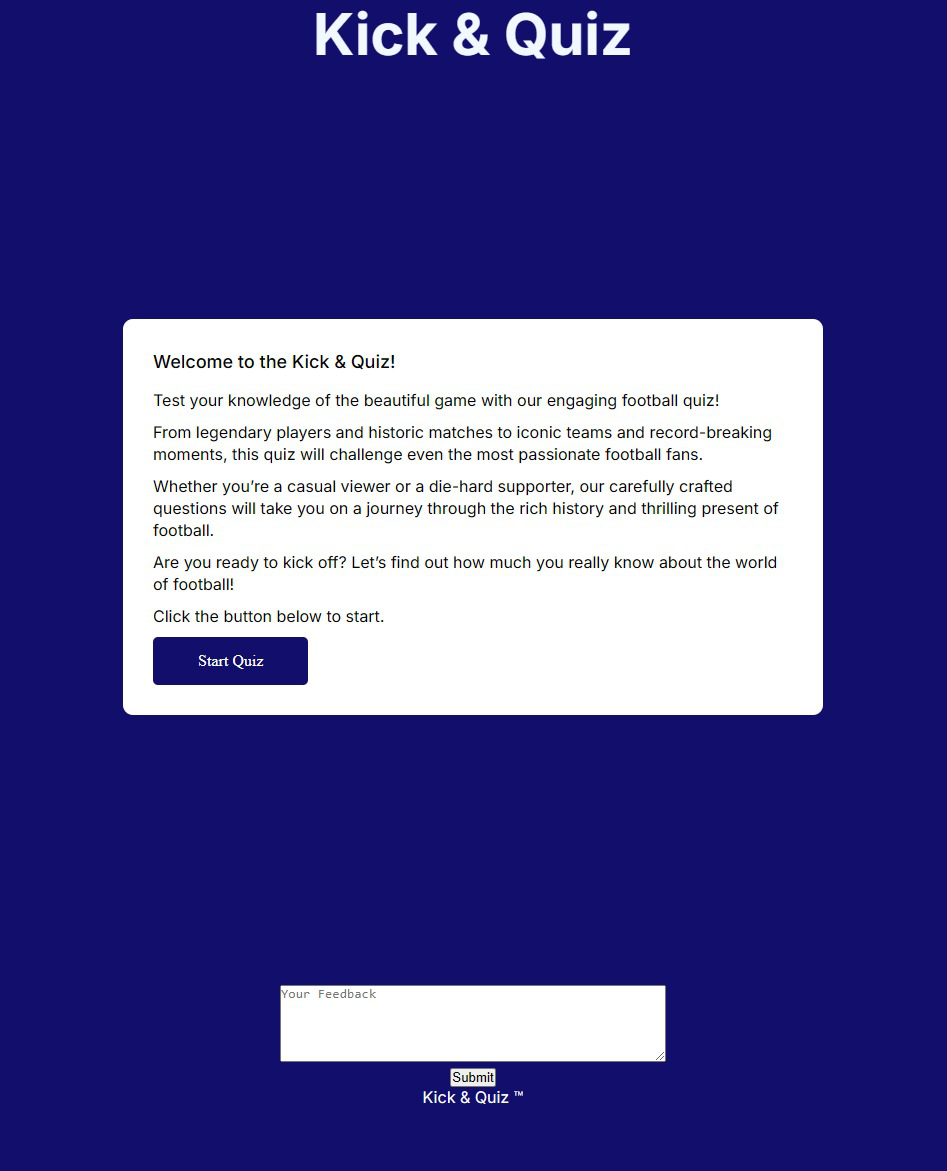 Kick & Quiz
Welcome to the Kick & Quiz!
Test your knowledge of the beautiful game with our engaging football quiz!
From legendary players and historic matches to iconic teams and record-breaking
moments, this quiz will challenge even the most passionate football fans.
Whether you’re a casual viewer or a die-hard supporter, our carefully crafted
questions will take you on a journey through the rich history and thrilling present of
football.
Are you ready to kick off? Let’s find out how much you really know about the world
of football!
Click the button below to start.
Start Quiz
Your Feedback
Submit
Kick & Quiz ™